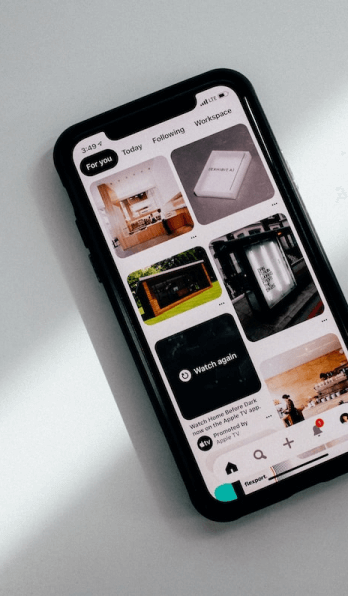 3:49
LTE
For you
Today
Following
Workspace
Watch again
Watch Home Before Dark
now on the Apple TV app.
Promoted by
Apple TV
tv
flexport